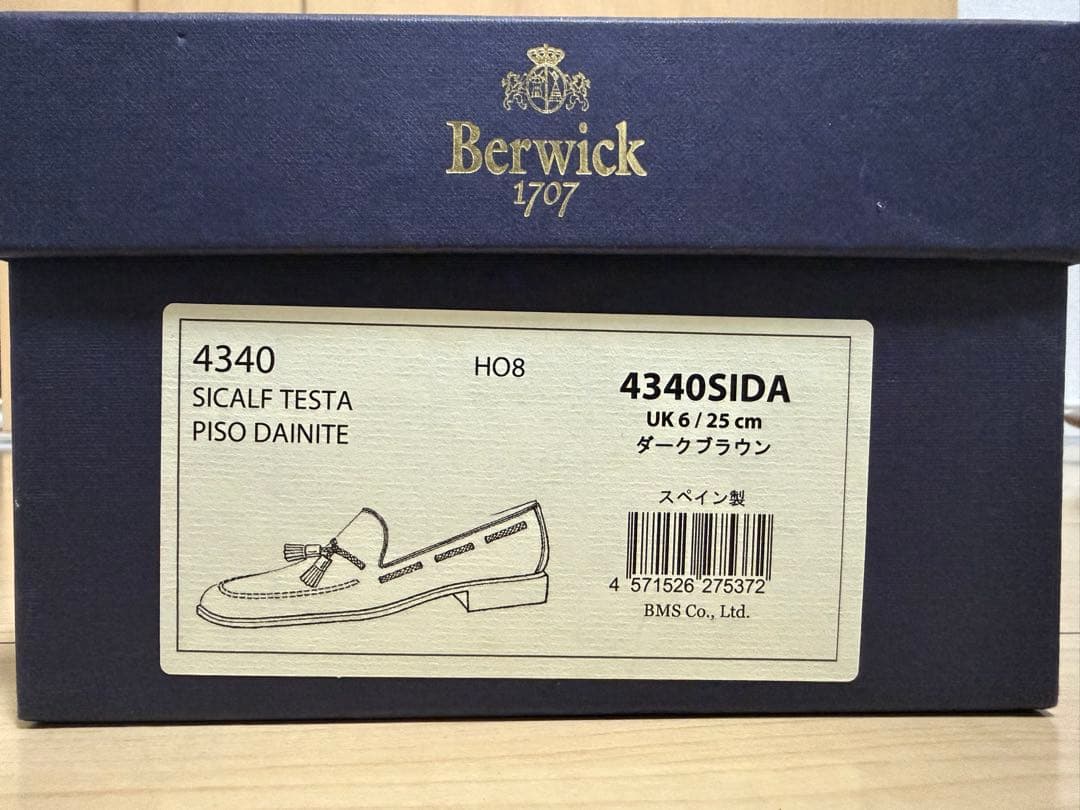 Berwick
1707
4340
SICALF TESTA
PISO DAINITE
HO8
4340SIDA
UK 6 / 25 cm
ダークブラウン
スペイン製
4 571526 275372
BMS Co., Ltd.